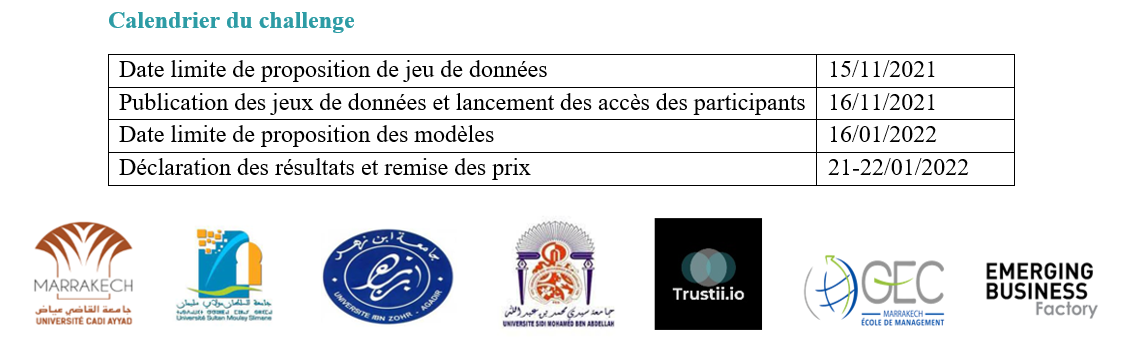 Calendrier du challenge
Date limite de proposition de jeu de données 15/11/2021
Publication des jeux de données et lancement des accès des participants 16/11/2021
Date limite de proposition des modèles 16/01/2022
Déclaration des résultats et remise des prix 21-22/01/2022
MARRAKECH
جامعة القاضي عياض
UNIVERSITÉ CADI AYYAD
جامعة السلطان مولاي سليمان
Université Sultan Moulay Slimane
جامعة ابن زهر
UNIVERSITE IBN ZOHR - AGADIR
جامعة سيدي محمد بن عبد الله
UNIVERSITE SIDI MOHAMED BEN ABDELLAH
Trustii.io
GEC
MARRAKECH
ÉCOLE DE MANAGEMENT
EMERGING
BUSINESS
Factory